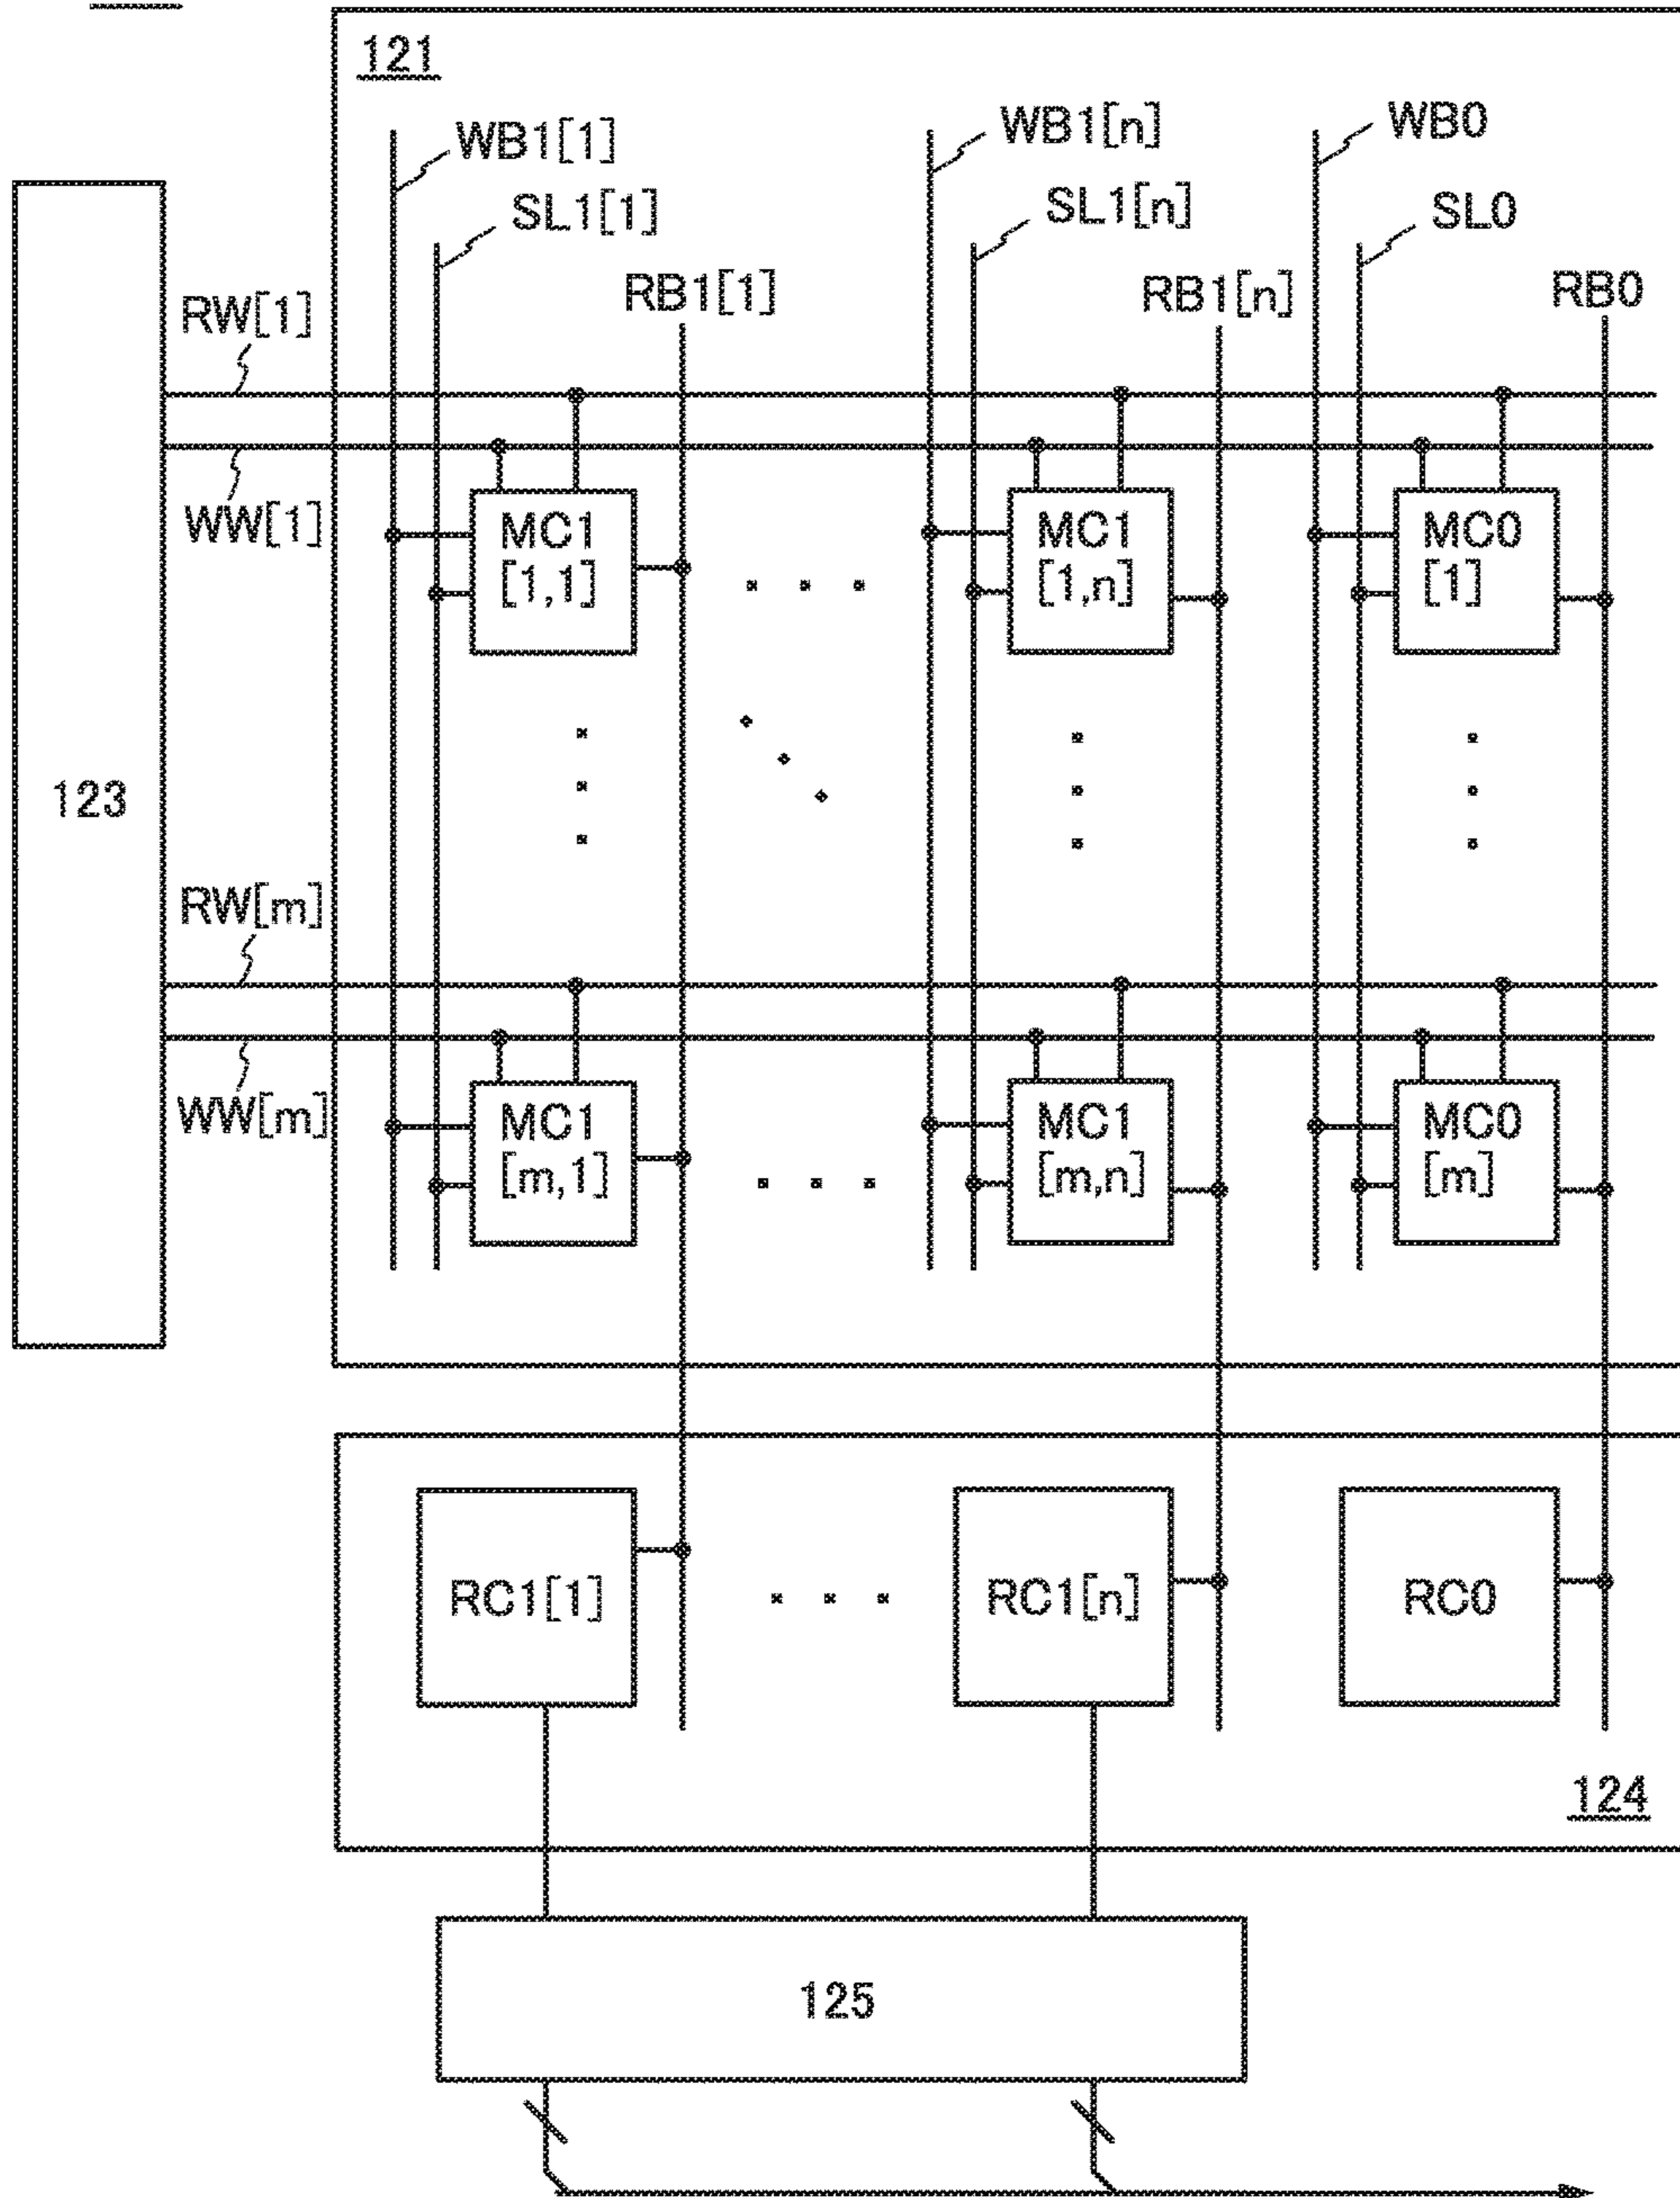 121
WB1[1]
WB1[n]
WB0
SL1[1]
SL1[n]
SL0
RB1[1]
RB1[n]
RB0
RW[1]
WW[1]
MC1
[1,1]
MC1
[1,n]
MC0
[1]
123
RW[m]
WW[m]
MC1
[m,1]
MC1
[m,n]
MC0
[m]
RC1[1]
RC1[n]
RC0
124
125